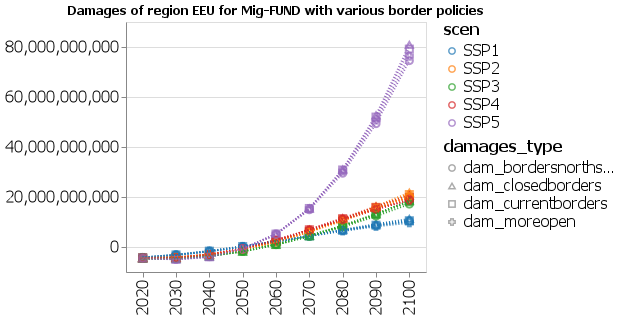 Damages of region EEU for Mig-FUND with various border policies
80,000,000,000
60,000,000,000
40,000,000,000
20,000,000,000
0
2020
2030
2040
2050
2060
2070
2080
2090
2100
scen
SSP1
SSP2
SSP3
SSP4
SSP5
damages_type
dam_bordersnorths...
dam_closedborders
dam_currentborders
dam_moreopen